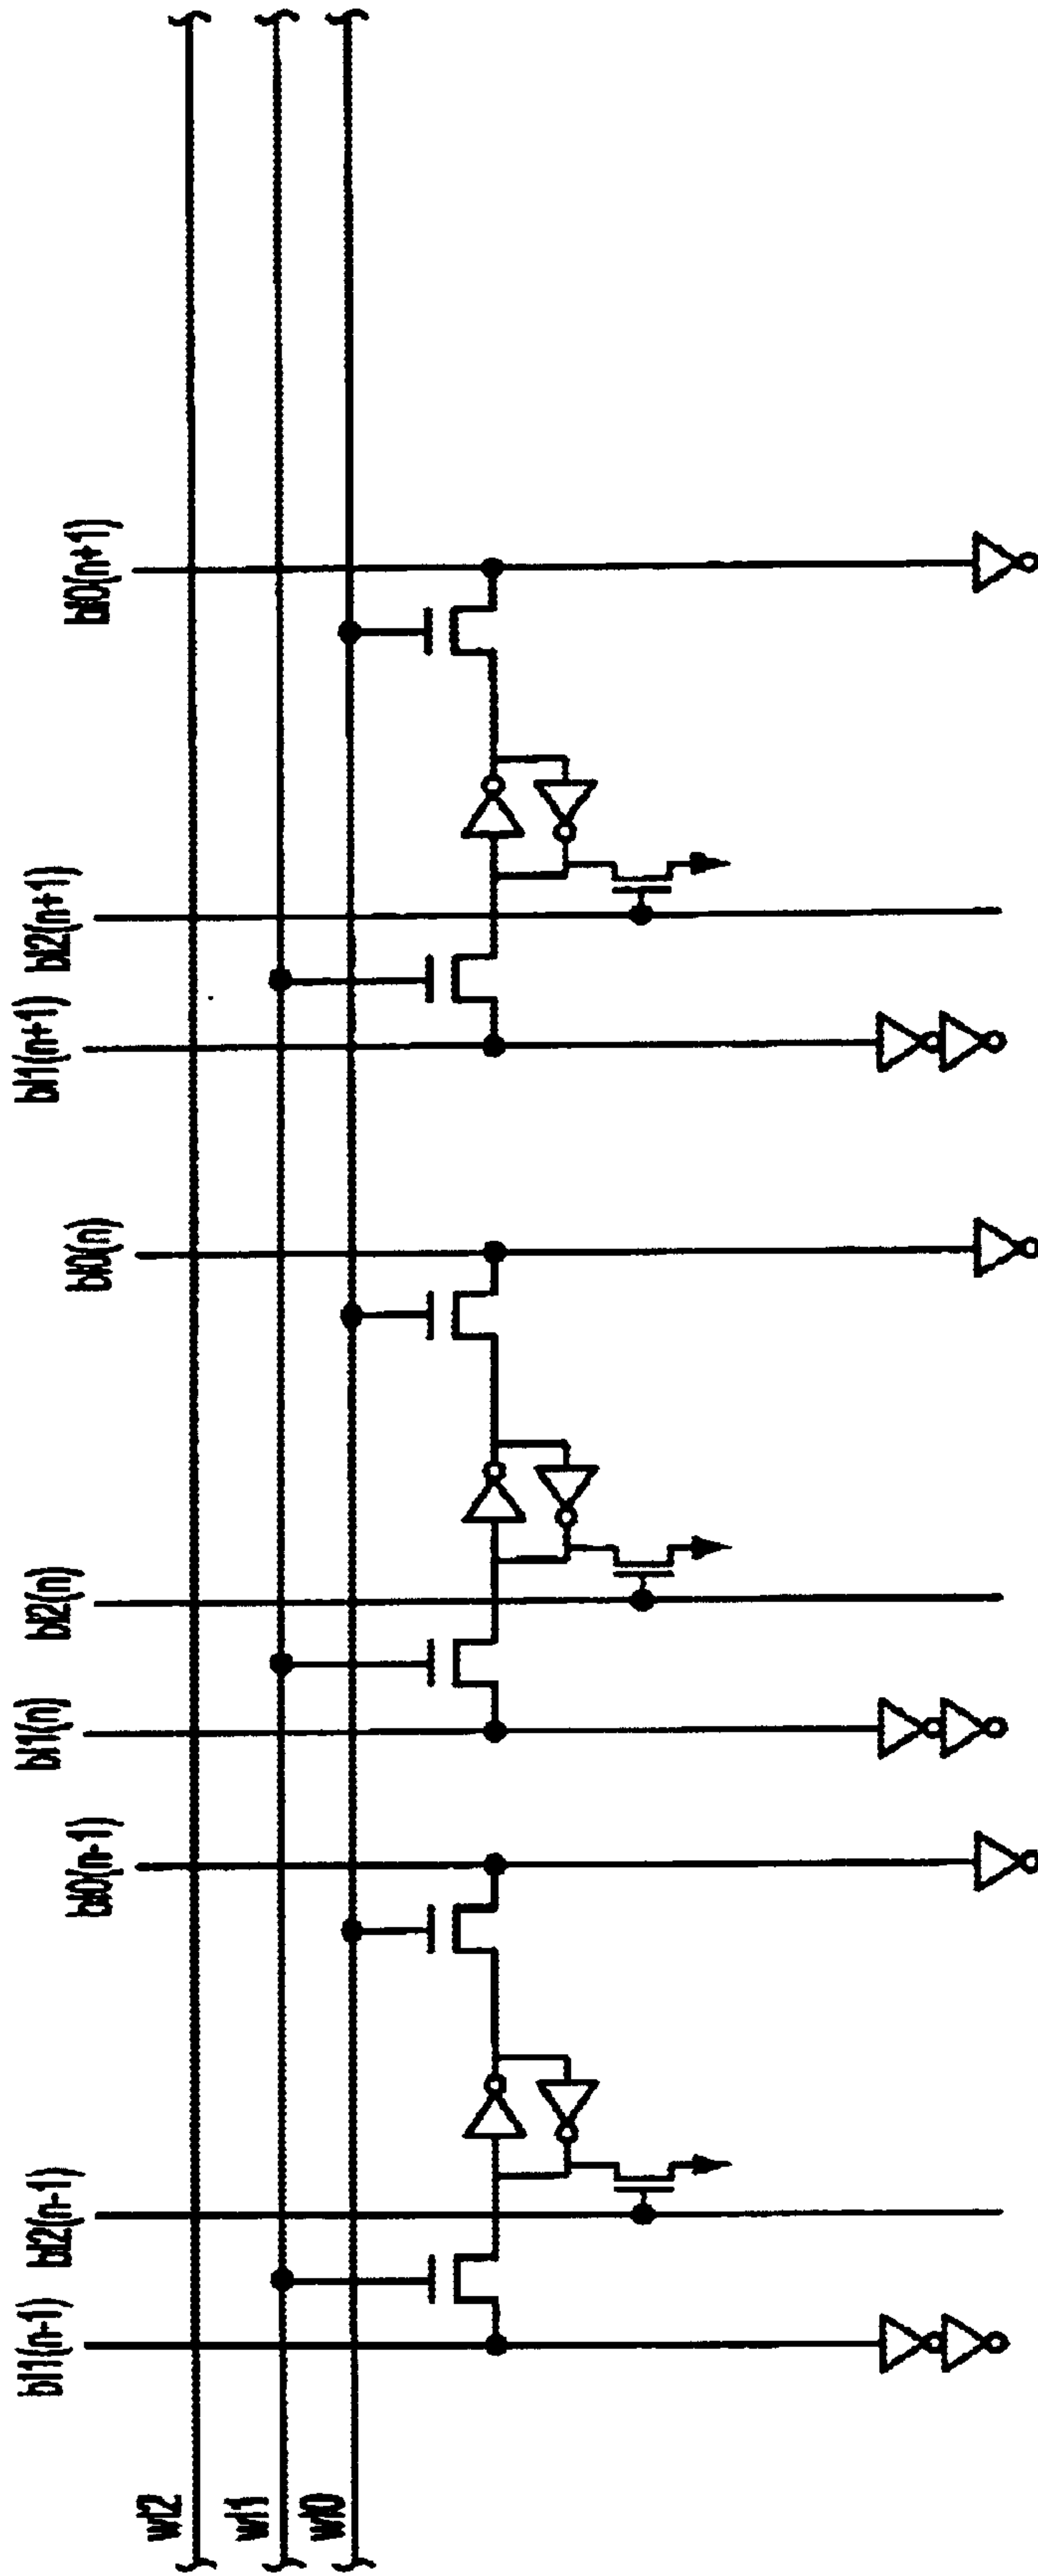 wl2
wl1
wl0
bl1(n-1)
bl2(n-1)
bl0(n-1)
bl1(n)
bl2(n)
bl0(n)
bl1(n+1)
bl2(n+1)
bl0(n+1)